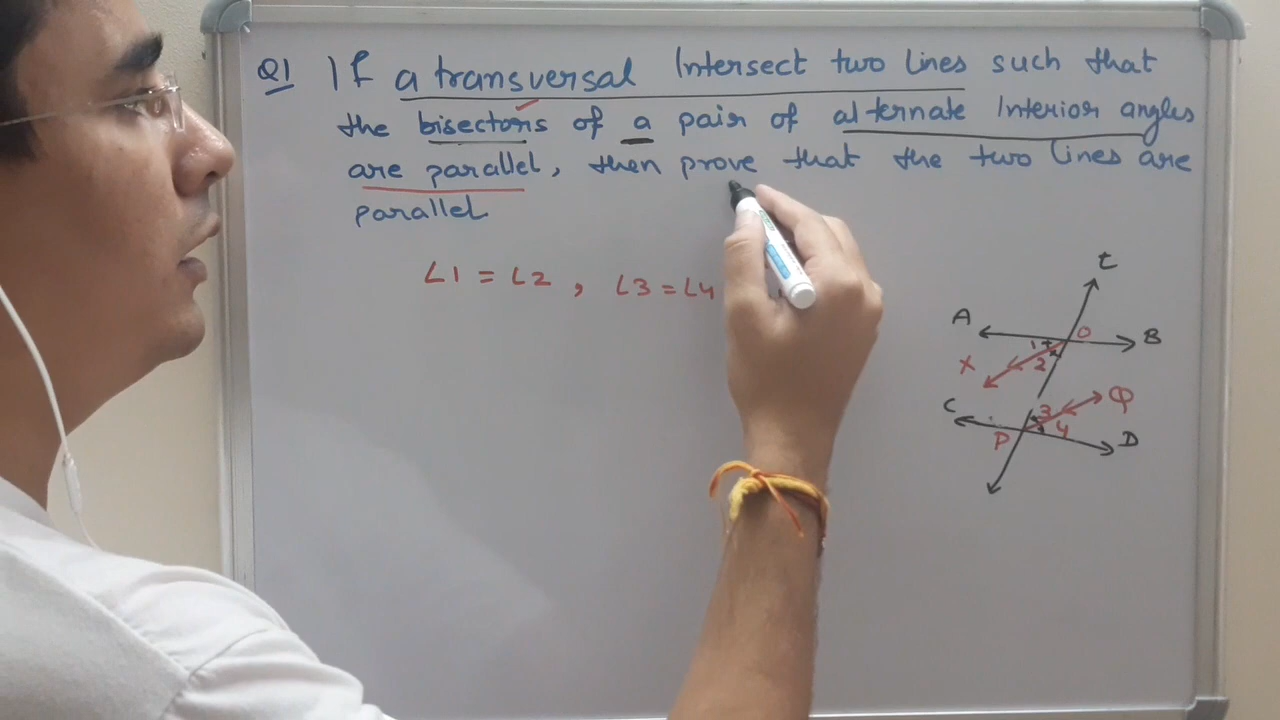 Q1 If a transversal Intersect two lines such that
the bisectors of a pair of alternate Interior angles
are parallel, then prove that the two lines are
parallel
∠1 = ∠2 , ∠3 = ∠4
t
A O B
1
X 2
C 3 Q
P 4 D